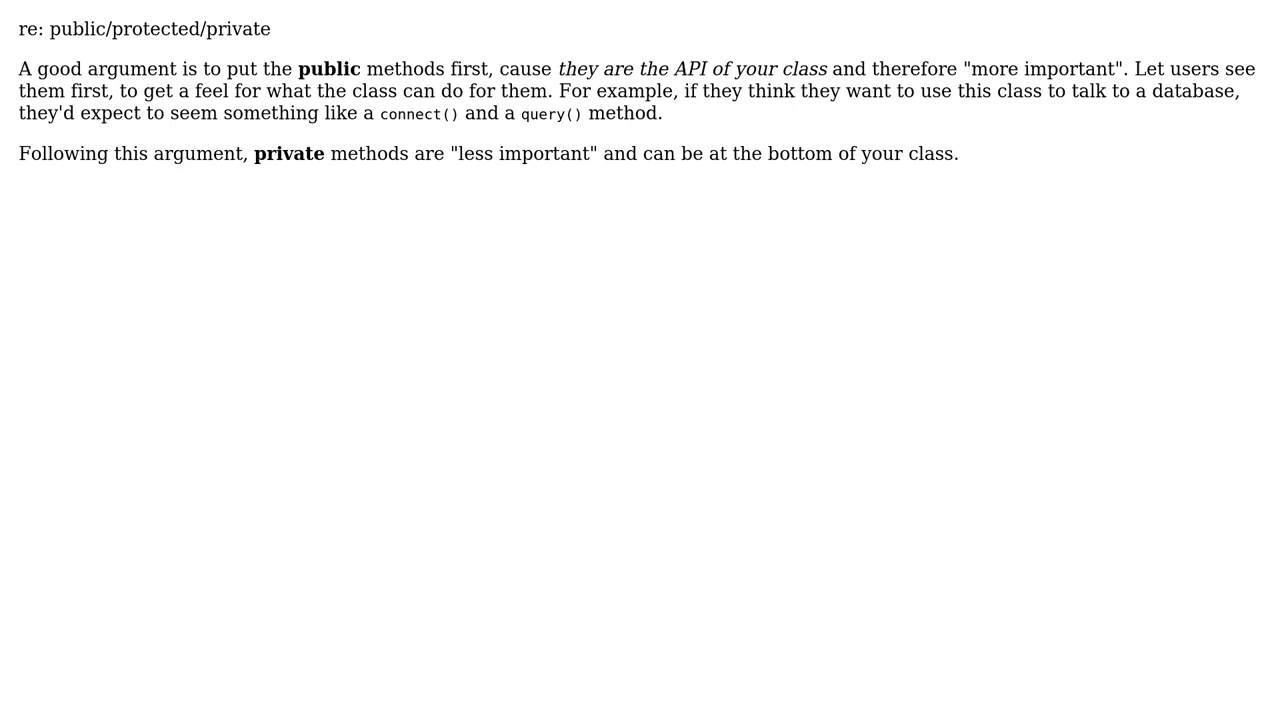 re: public/protected/private
A good argument is to put the public methods first, cause they are the API of your class and therefore "more important". Let users see
them first, to get a feel for what the class can do for them. For example, if they think they want to use this class to talk to a database,
they'd expect to seem something like a connect() and a query() method.
Following this argument, private methods are "less important" and can be at the bottom of your class.